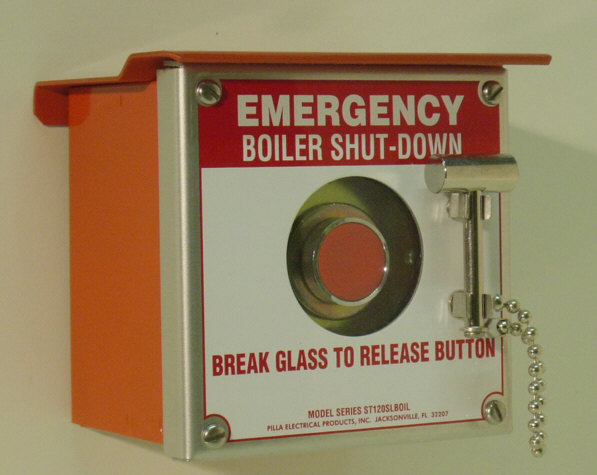 EMERGENCY
BOILER SHUT-DOWN
BREAK GLASS TO RELEASE BUTTON
MODEL SERIES ST120SLBOIL
PILLA ELECTRICAL PRODUCTS, INC. JACKSONVILLE, FL 32207